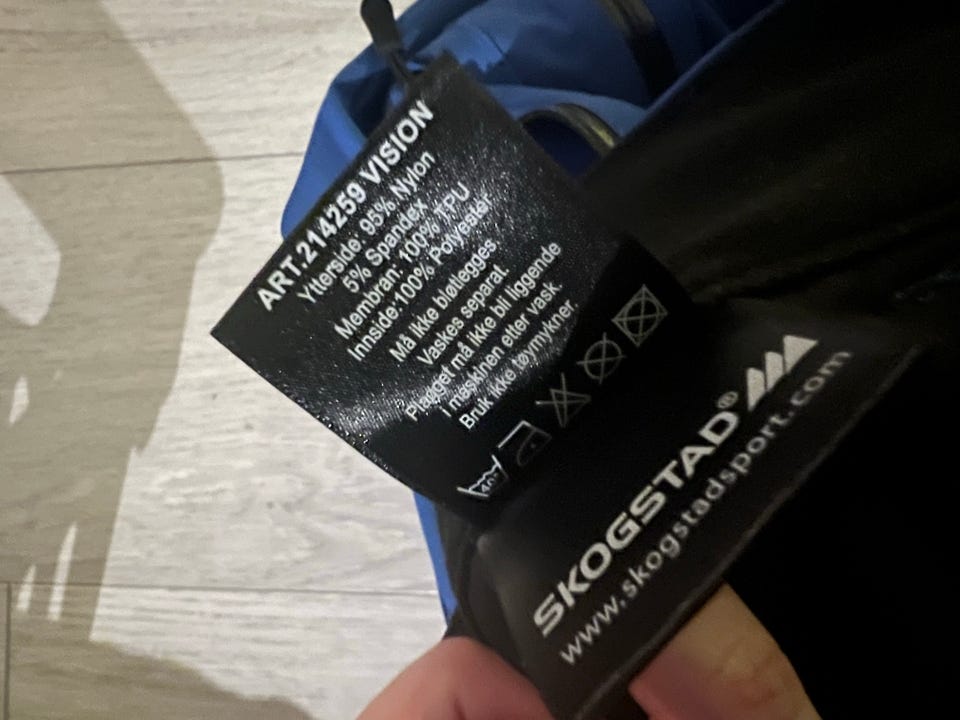 ART.214259 VISION
Ytterside: 95% Nylon
5% Spandex
Membran: 100% TPU
Innside:100% Polyester
Må ikke bløtlegges.
Vaskes separat.
Plagget må ikke bli liggende
i maskinen etter vask.
Bruk ikke tøymykner.
40°
SKOGSTAD®
www.skogstadsport.com